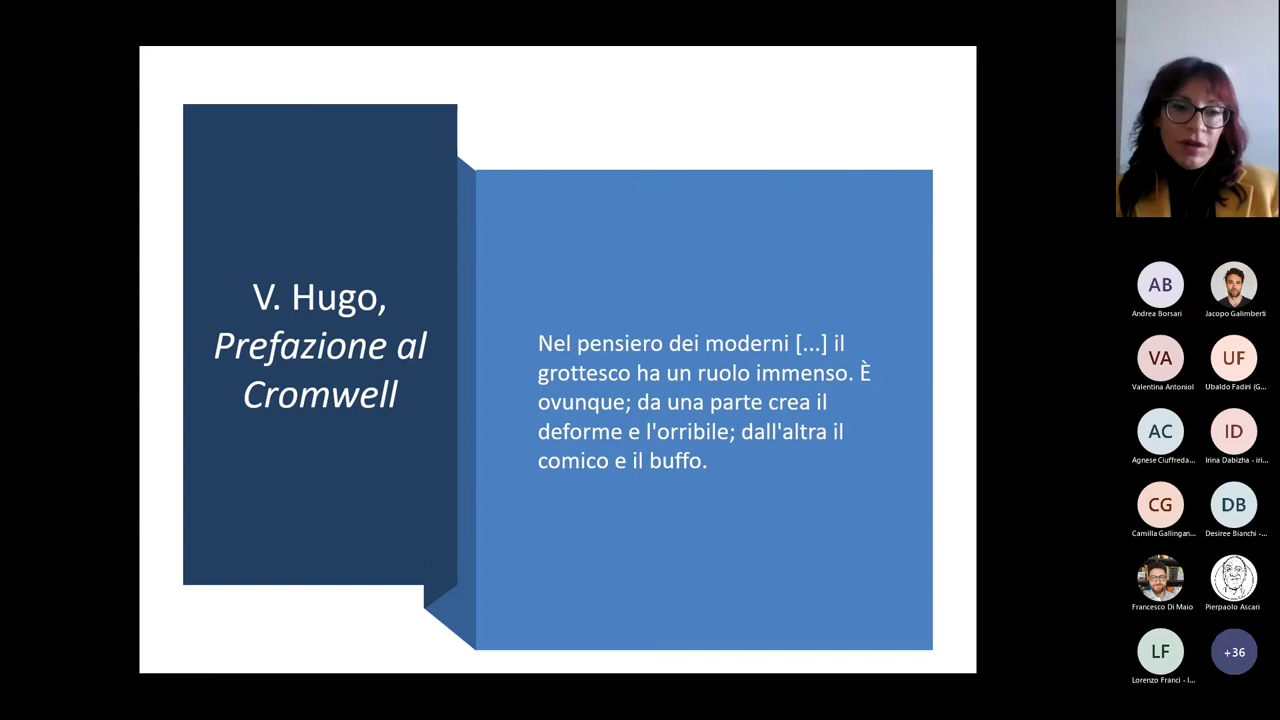 V. Hugo,
Prefazione al
Cromwell
Nel pensiero dei moderni [...] il
grottesco ha un ruolo immenso. È
ovunque; da una parte crea il
deforme e l'orribile; dall'altra il
comico e il buffo.
AB
Andrea Borsari
Jacopo Galimberti
VA
Valentina Antoniol
UF
Ubaldo Fadini (G...
AC
Agnese Ciuffreda...
ID
Irina Dabizha - iri...
CG
Camilla Gallingan...
DB
Desiree Bianchi -...
Francesco Di Maio
Pierpaolo Ascari
LF
Lorenzo Franci - l...
+36